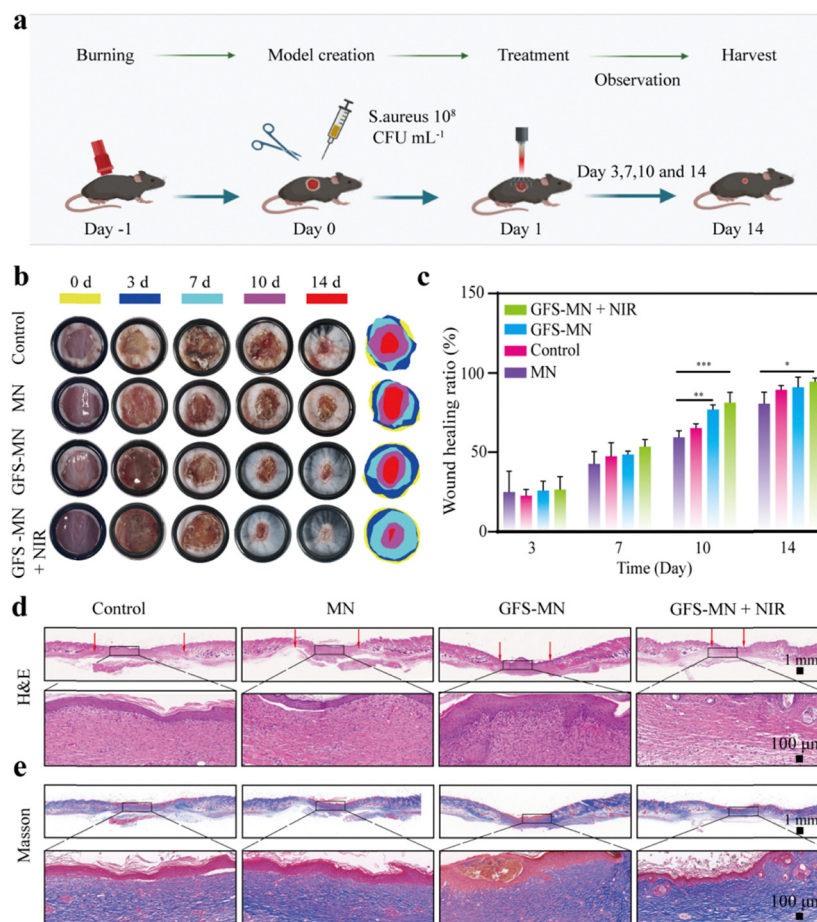 a
Burning
Model creation
Treatment
Harvest
Observation
S.aureus 10⁸
CFU mL⁻¹
Day 3,7,10 and 14
Day -1
Day 0
Day 1
Day 14
b
0 d
3 d
7 d
10 d
14 d
Control
MN
GFS-MN
GFS -MN
+ NIR
c
150
100
50
0
Wound healing ratio (%)
GFS-MN + NIR
GFS-MN
Control
MN
***
**
*
3
7
10
14
Time (Day)
d
Control
MN
GFS-MN
GFS-MN + NIR
H&E
1 mm
100 μm
e
Masson
1 mm
100 μm